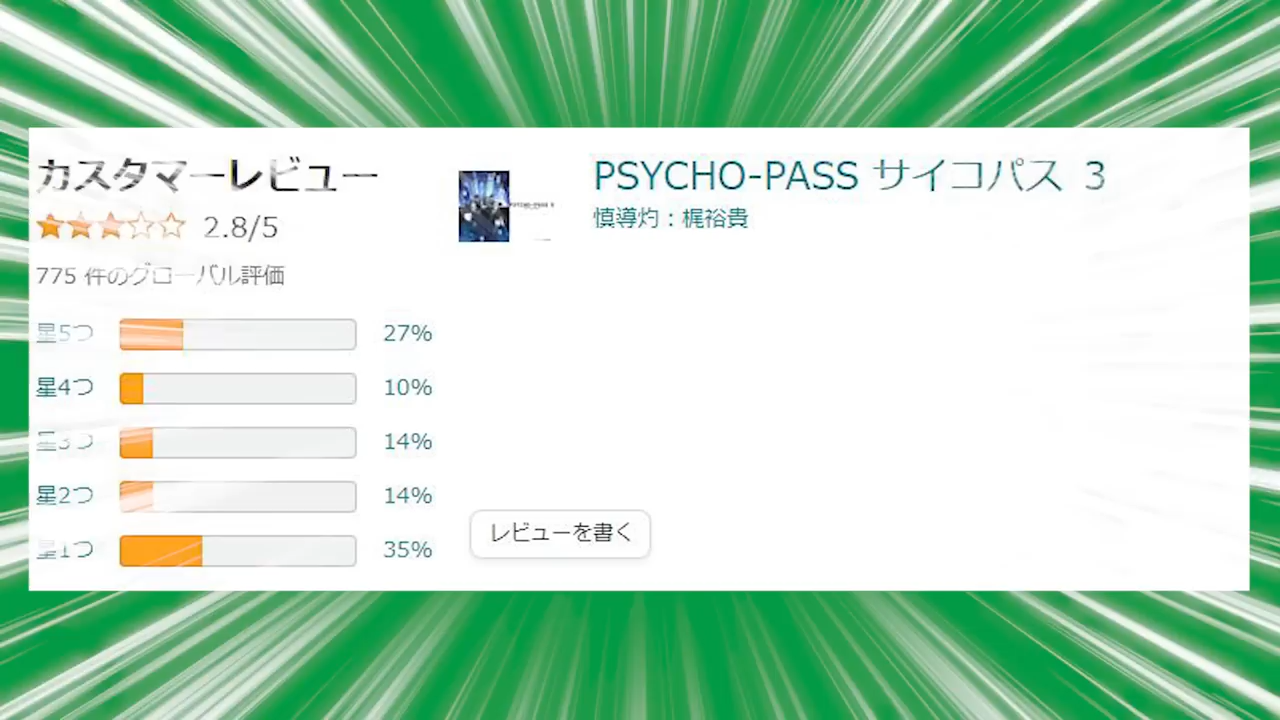 カスタマーレビュー
2.8/5
775 件のグローバル評価
星5つ 27%
星4つ 10%
星3つ 14%
星2つ 14%
星1つ 35%
PSYCHO-PASS サイコパス 3
慎導灼：梶裕貴
レビューを書く